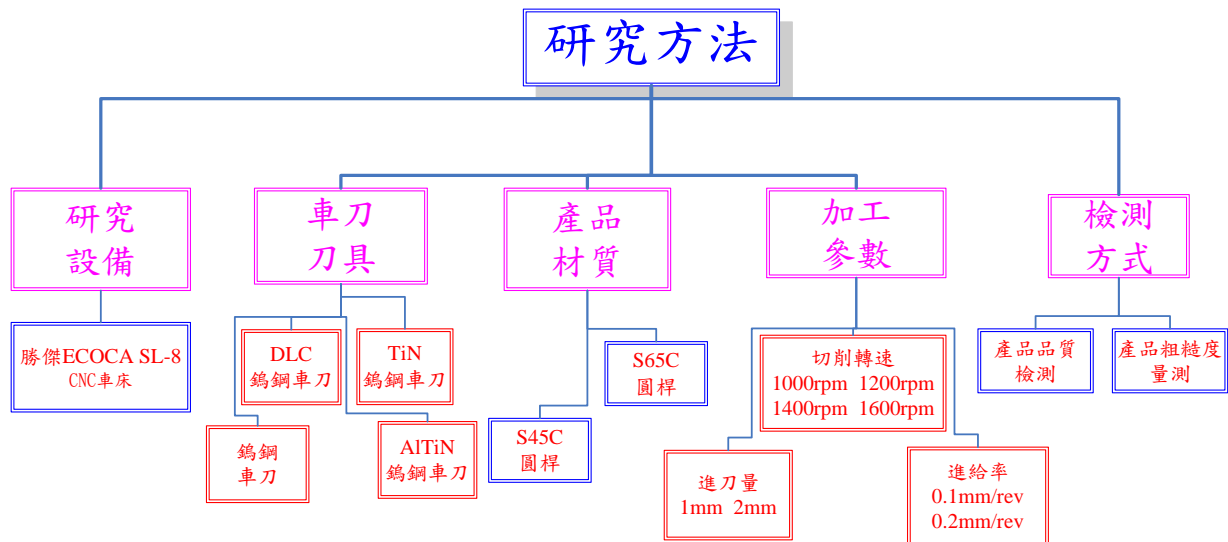 研究方法
研究
設備
車刀
刀具
產品
材質
加工
參數
檢測
方式
勝傑ECOCA SL-8
CNC車床
DLC
鎢鋼車刀
TiN
鎢鋼車刀
鎢鋼
車刀
AlTiN
鎢鋼車刀
S65C
圓桿
S45C
圓桿
切削轉速
1000rpm 1200rpm
1400rpm 1600rpm
進刀量
1mm 2mm
進給率
0.1mm/rev
0.2mm/rev
產品品質
檢測
產品粗糙度
量測